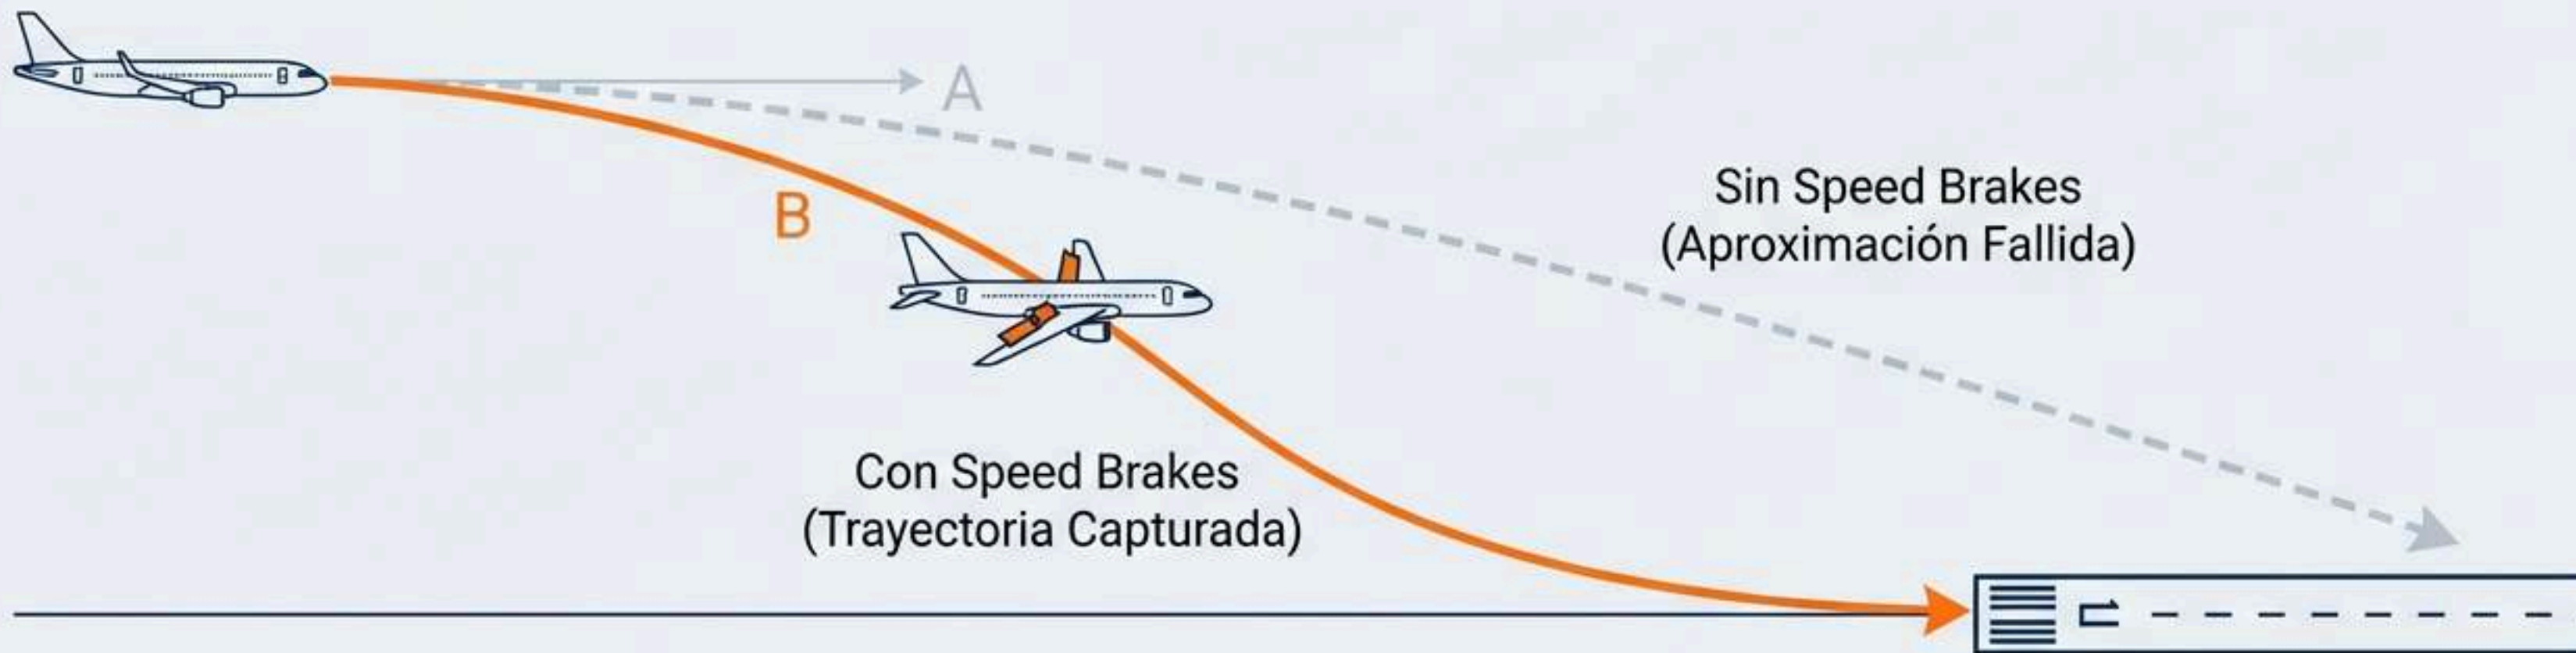 A
B
Sin Speed Brakes
(Aproximación Fallida)
Con Speed Brakes
(Trayectoria Capturada)